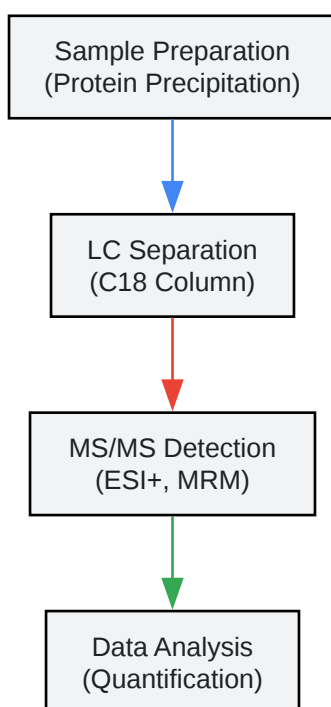 Sample Preparation
(Protein Precipitation)
LC Separation
(C18 Column)
MS/MS Detection
(ESI+, MRM)
Data Analysis
(Quantification)